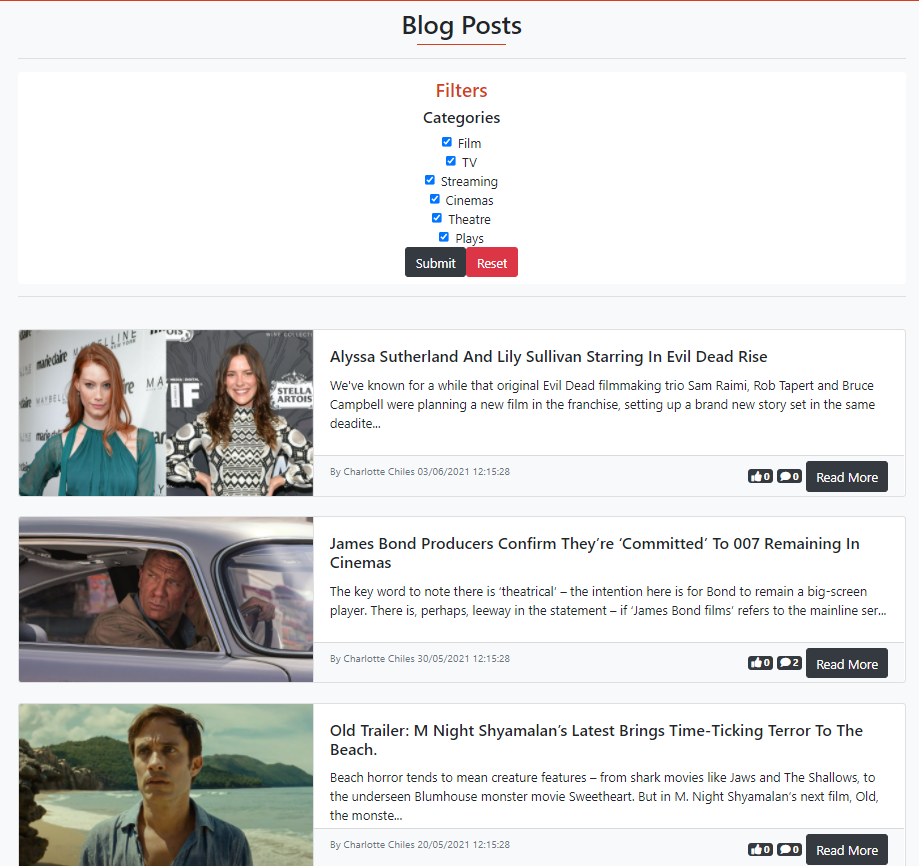 Blog Posts
Filters
Categories
Film
TV
Streaming
Cinemas
Theatre
Plays
Submit Reset
MAYBELLINE
NEW YORK
marie claire
IF
STELLA
ARTOIS
Alyssa Sutherland And Lily Sullivan Starring In Evil Dead Rise
We've known for a while that original Evil Dead filmmaking trio Sam Raimi, Rob Tapert and Bruce
Campbell were planning a new film in the franchise, setting up a brand new story set in the same
deadite...
By Charlotte Chiles 03/06/2021 12:15:28
0 0 Read More
James Bond Producers Confirm They’re ‘Committed’ To 007 Remaining In
Cinemas
The key word to note there is ‘theatrical’ – the intention here is for Bond to remain a big-screen
player. There is, perhaps, leeway in the statement – if ‘James Bond films’ refers to the mainline ser...
By Charlotte Chiles 30/05/2021 12:15:28
0 2 Read More
Old Trailer: M Night Shyamalan’s Latest Brings Time-Ticking Terror To The
Beach.
Beach horror tends to mean creature features – from shark movies like Jaws and The Shallows, to
the underseen Blumhouse monster movie Sweetheart. But in M. Night Shyamalan’s next film, Old,
the monste...
By Charlotte Chiles 20/05/2021 12:15:28
0 0 Read More